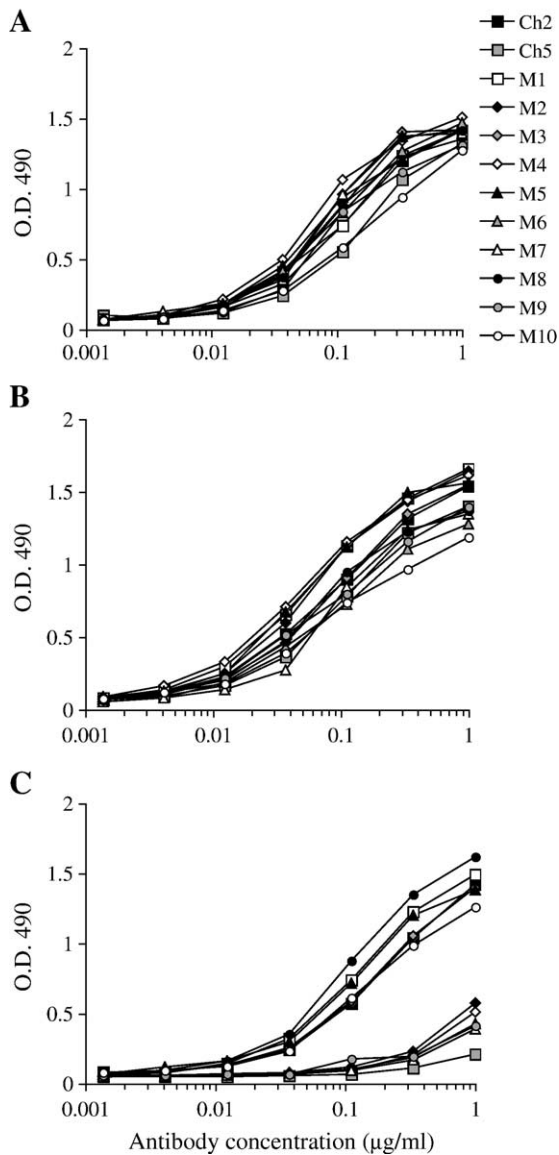 A
2
1.5
1
0.5
0
O.D. 490
0.001 0.01 0.1 1
Ch2
Ch5
M1
M2
M3
M4
M5
M6
M7
M8
M9
M10
B
2
1.5
1
0.5
0
O.D. 490
0.001 0.01 0.1 1
C
2
1.5
1
0.5
0
O.D. 490
0.001 0.01 0.1 1
Antibody concentration (µg/ml)